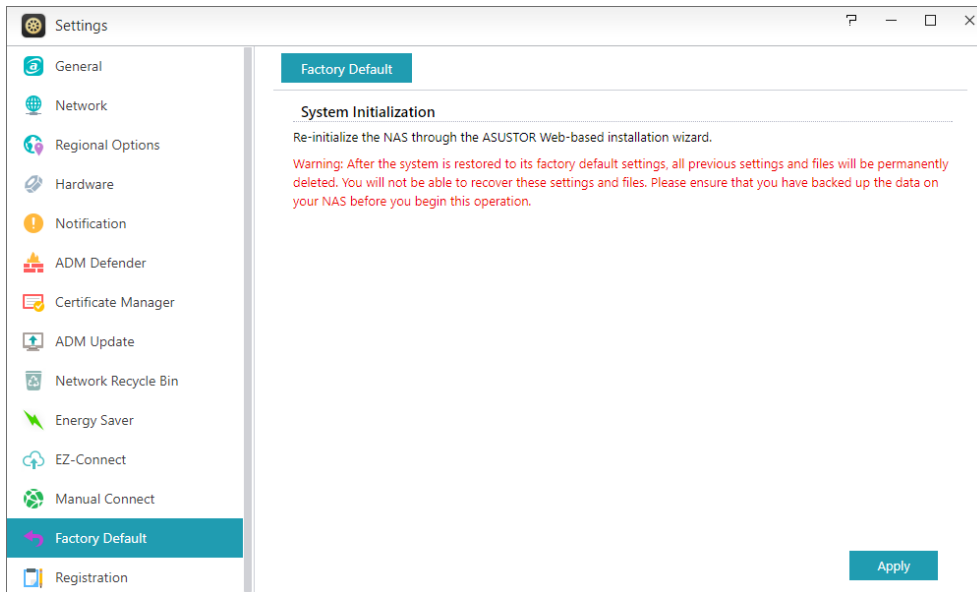 Settings
General
Network
Regional Options
Hardware
Notification
ADM Defender
Certificate Manager
ADM Update
Network Recycle Bin
Energy Saver
EZ-Connect
Manual Connect
Factory Default
Registration
Factory Default
System Initialization
Re-initialize the NAS through the ASUSTOR Web-based installation wizard.
Warning: After the system is restored to its factory default settings, all previous settings and files will be permanently
deleted. You will not be able to recover these settings and files. Please ensure that you have backed up the data on
your NAS before you begin this operation.
Apply